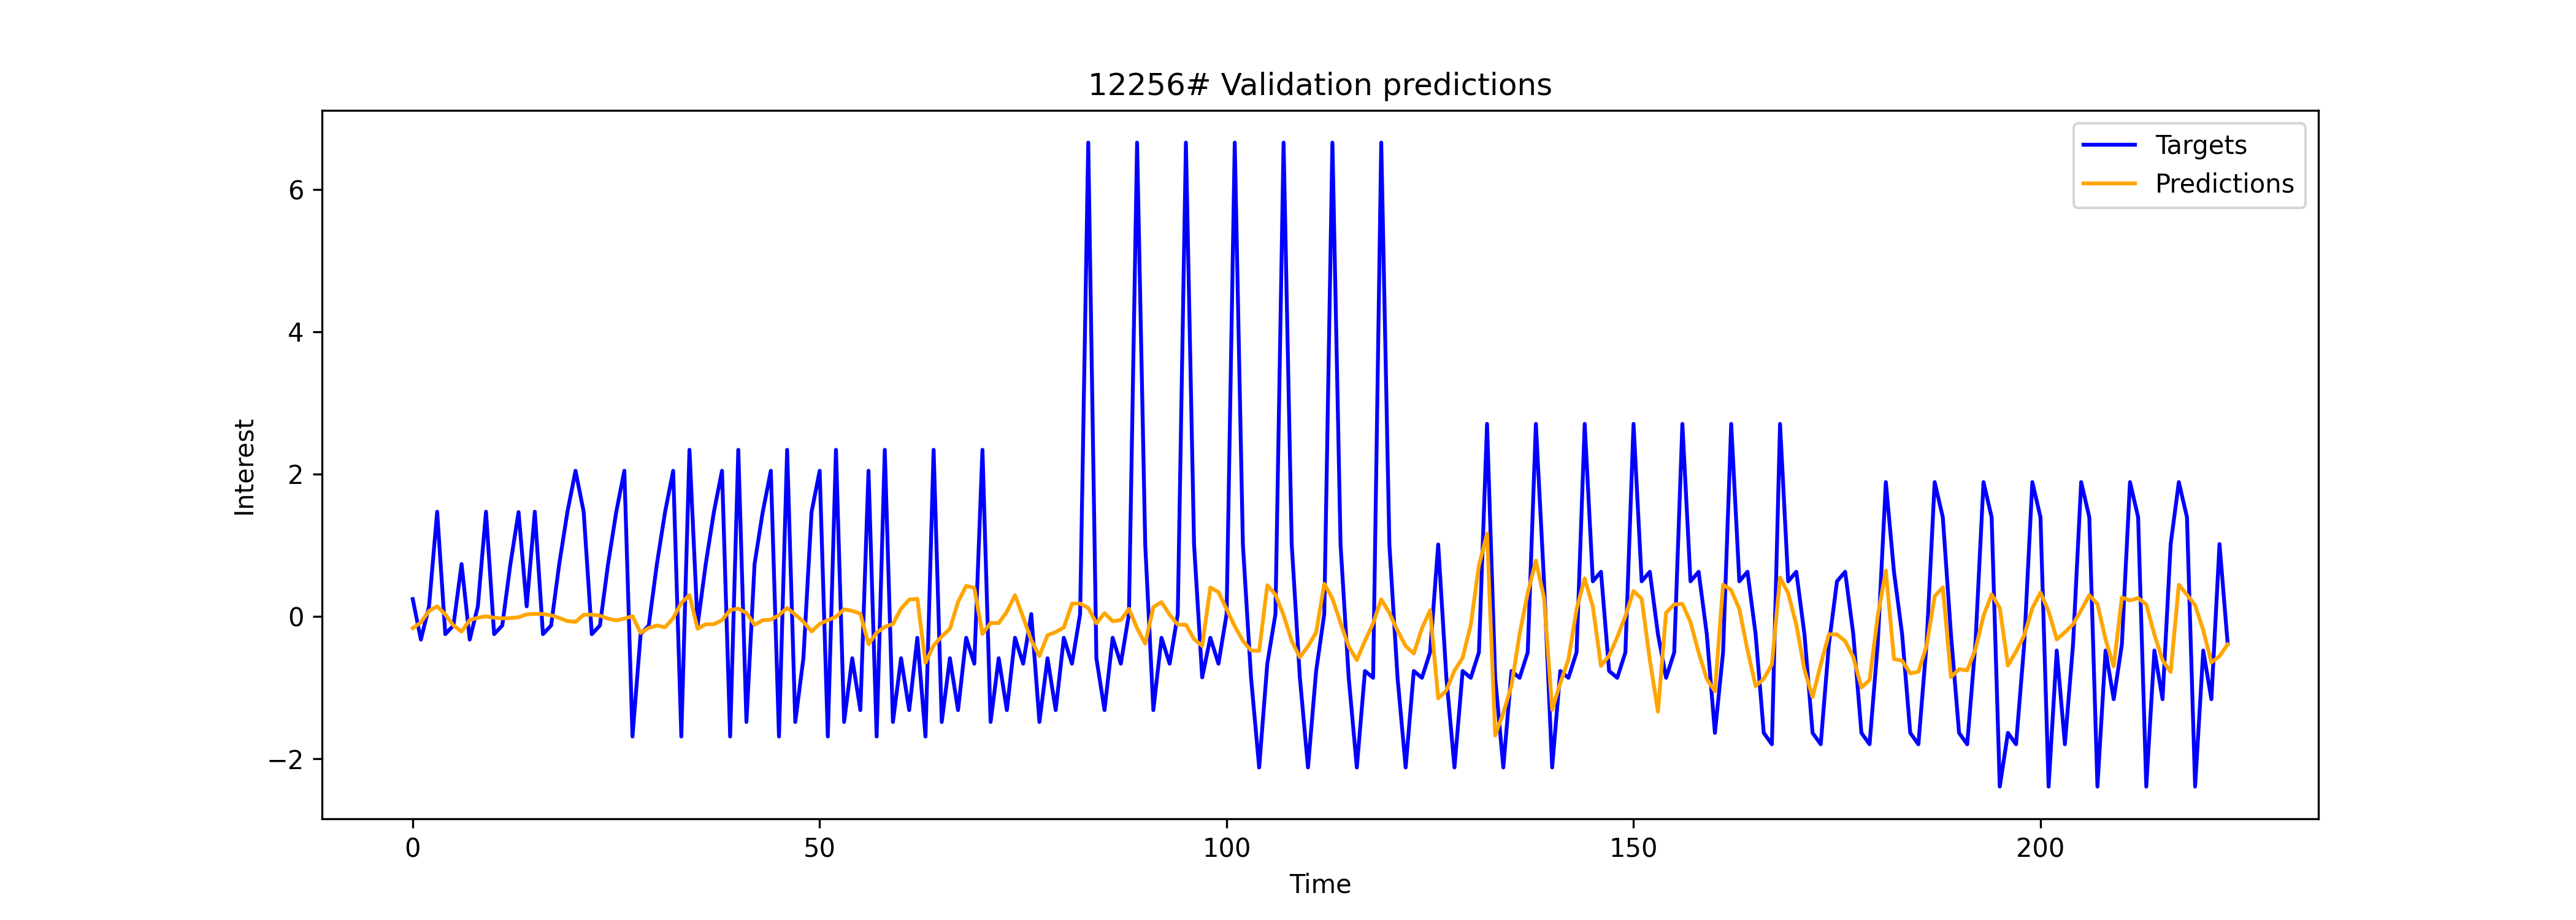 12256# Validation predictions
Targets
Predictions
Interest
6
4
2
0
−2
0 50 100 150 200
Time